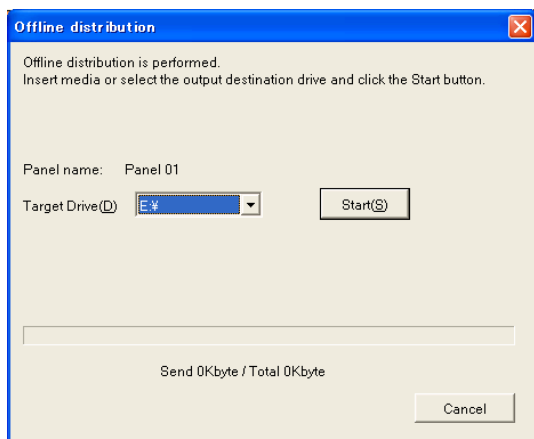 Offline distribution
Offline distribution is performed.
Insert media or select the output destination drive and click the Start button.
Panel name: Panel 01
Target Drive(D) E:¥ Start(S)
Send 0Kbyte / Total 0Kbyte
Cancel